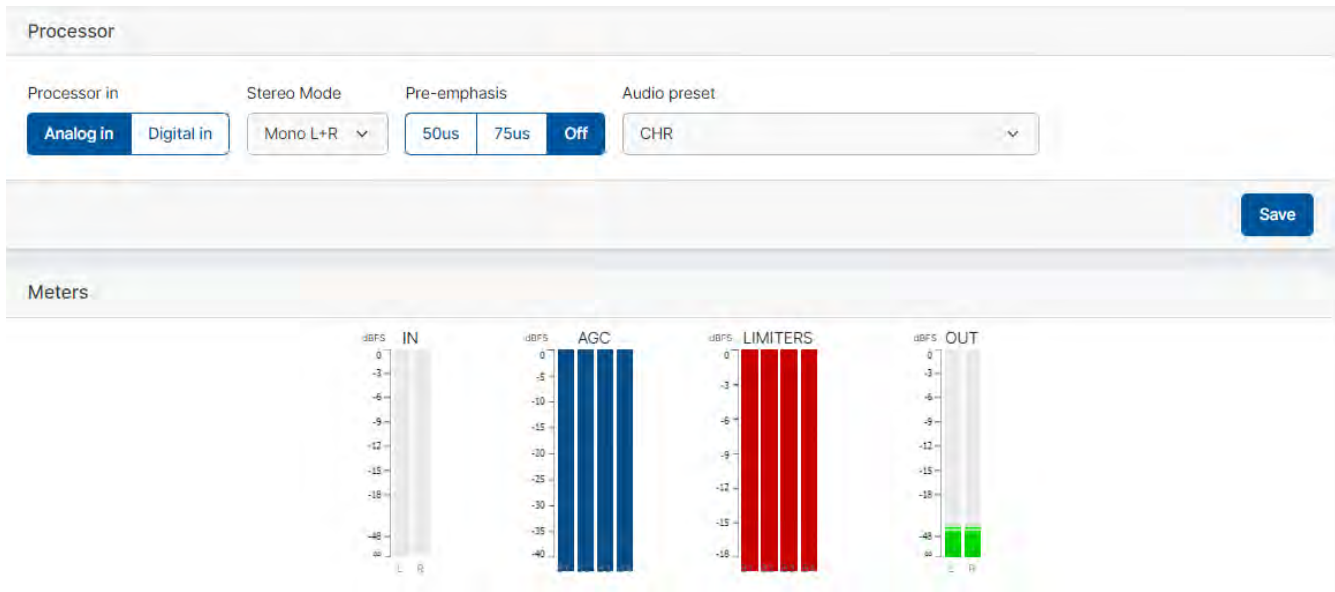 Processor
Processor in Stereo Mode Pre-emphasis Audio preset
Analog in Digital in Mono L+R 50us 75us Off CHR
Save
Meters
dBFS IN dBFS AGC dBFS LIMITERS dBFS OUT
0 0 0 0
-3 -5 -3 -3
-6 -10 -6 -6
-9 -15 -9 -9
-12 -20 -12 -12
-15 -25 -15 -15
-18 -30 -18 -18
-48 -35 -48
∞ -40 ∞
L R L R